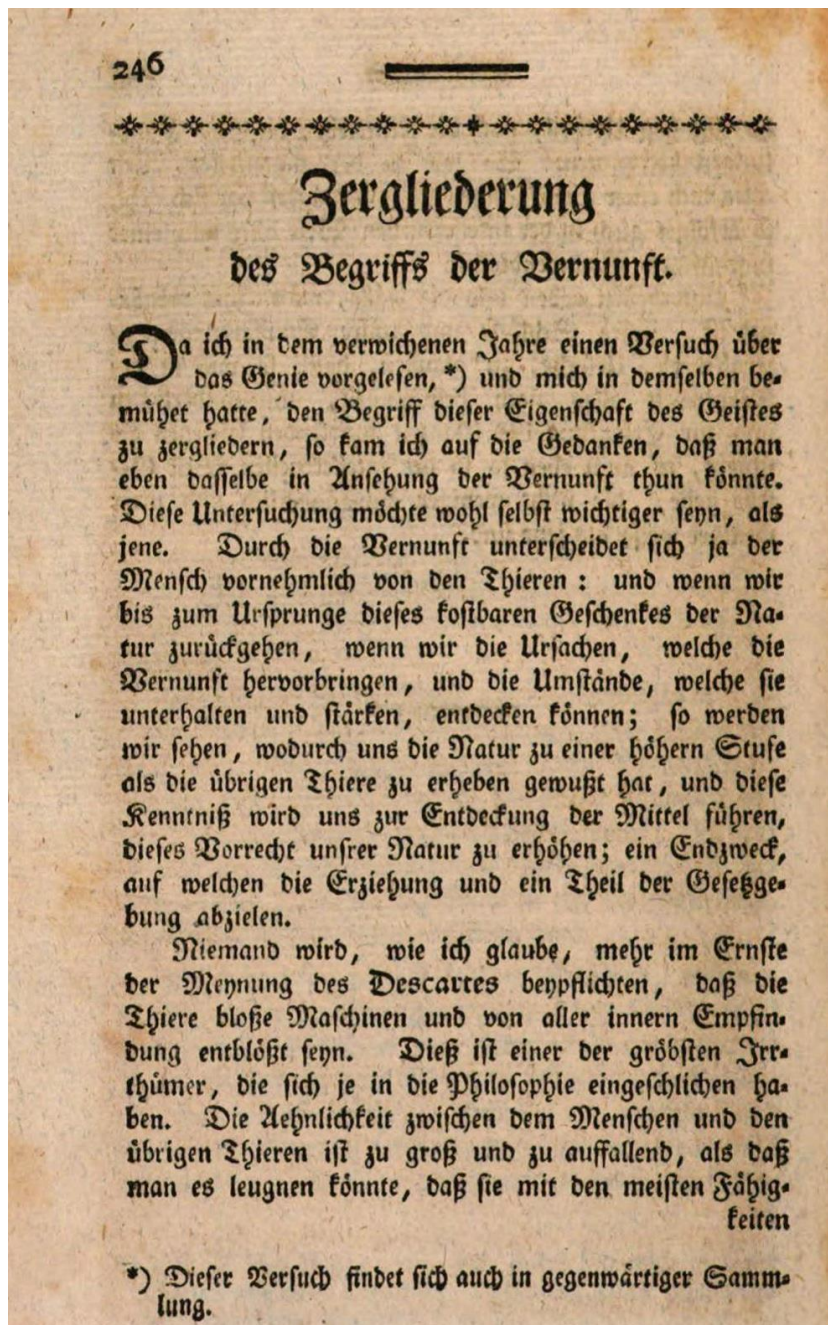 246
Zergliederung
des Begriffs der Vernunft.
Da ich in dem verwichenen Jahre einen Versuch über
das Genie vorgelesen, *) und mich in demselben be-
mühet hatte, den Begriff dieser Eigenschaft des Geistes
zu zergliedern, so kam ich auf die Gedanken, daß man
eben dasselbe in Ansehung der Vernunft thun könnte.
Diese Untersuchung möchte wohl selbst wichtiger seyn, als
jene. Durch die Vernunft unterscheidet sich ja der
Mensch vornehmlich von den Thieren : und wenn wir
bis zum Ursprunge dieses kostbaren Geschenkes der Na-
tur zurückgehen, wenn wir die Ursachen, welche die
Vernunft hervorbringen, und die Umstände, welche sie
unterhalten und stärken, entdecken können; so werden
wir sehen, wodurch uns die Natur zu einer höhern Stufe
als die übrigen Thiere zu erheben gewußt hat, und diese
Kenntniß wird uns zur Entdeckung der Mittel führen,
dieses Vorrecht unsrer Natur zu erhöhen; ein Endzweck,
auf welchen die Erziehung und ein Theil der Gesetzge-
bung abzielen.
Niemand wird, wie ich glaube, mehr im Ernste
der Meynung des Descartes beypflichten, daß die
Thiere bloße Maschinen und von aller innern Empfin-
dung entblößt seyn. Dieß ist einer der gröbsten Irr-
thümer, die sich je in die Philosophie eingeschlichen ha-
ben. Die Aehnlichkeit zwischen dem Menschen und den
übrigen Thieren ist zu groß und zu auffallend, als daß
man es leugnen könnte, daß sie mit den meisten Fähig-
keiten
*) Dieser Versuch findet sich auch in gegenwärtiger Samm-
lung.